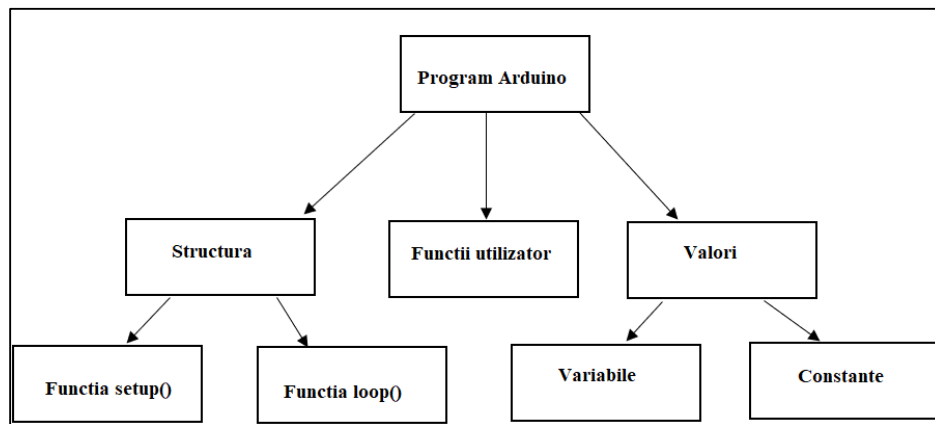 Program Arduino
Structura
Functii utilizator
Valori
Functia setup()
Functia loop()
Variabile
Constante